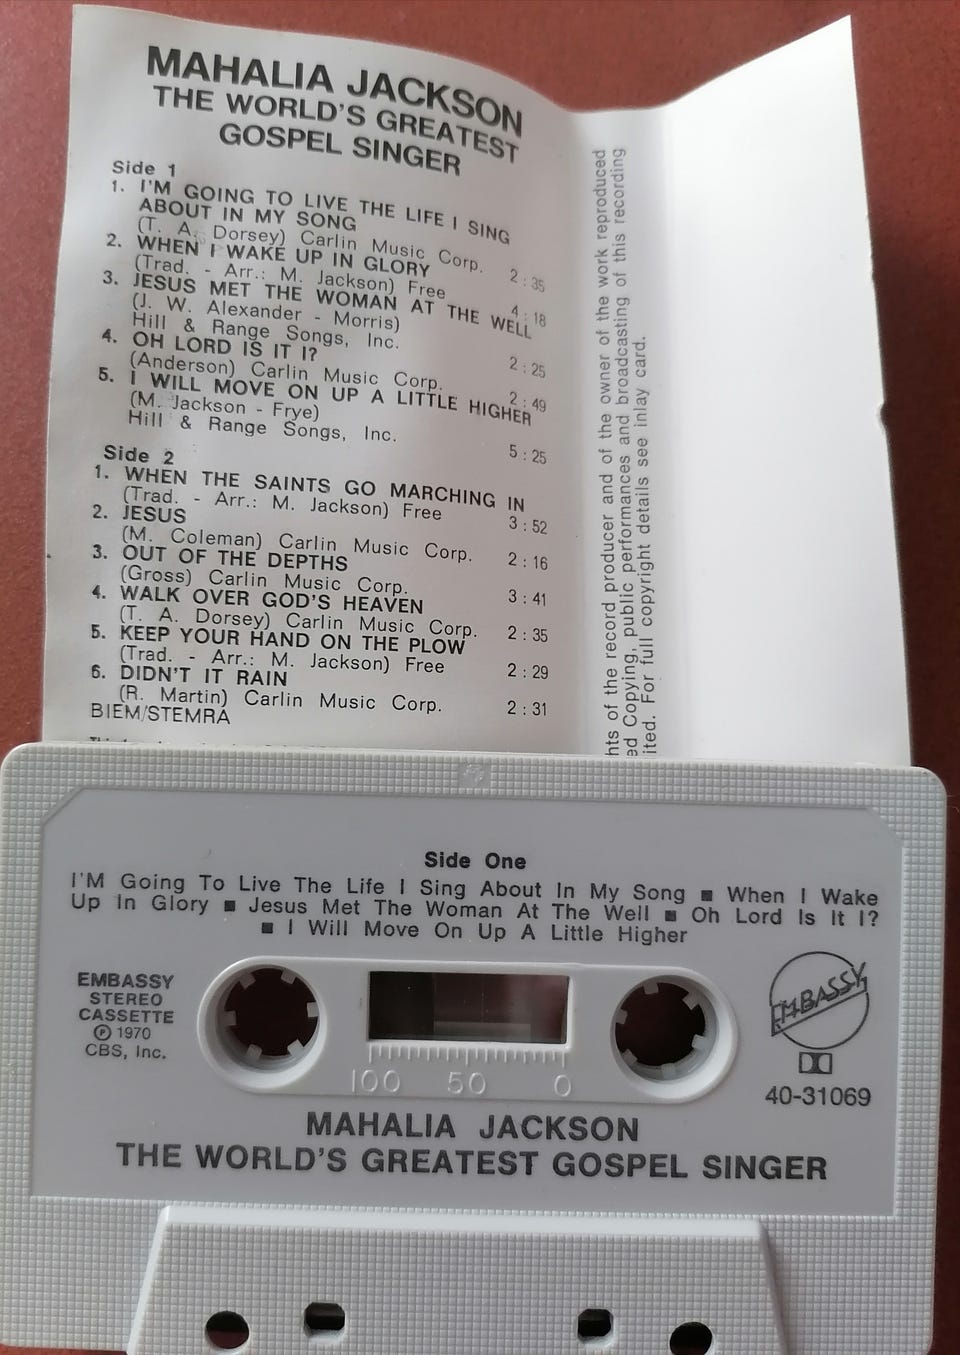 MAHALIA JACKSON
THE WORLD'S GREATEST
GOSPEL SINGER
Side 1
1. I'M GOING TO LIVE THE LIFE I SING
ABOUT IN MY SONG
(T. A. Dorsey) Carlin Music Corp. 2:35
2. WHEN I WAKE UP IN GLORY
(Trad. - Arr.: M. Jackson) Free 4:18
3. JESUS MET THE WOMAN AT THE WELL
(J. W. Alexander - Morris)
Hill & Range Songs, Inc. 2:25
4. OH LORD IS IT I?
(Anderson) Carlin Music Corp. 2:49
5. I WILL MOVE ON UP A LITTLE HIGHER
(M. Jackson - Frye)
Hill & Range Songs, Inc. 5:25
Side 2
1. WHEN THE SAINTS GO MARCHING IN
(Trad. - Arr.: M. Jackson) Free 3:52
2. JESUS
(M. Coleman) Carlin Music Corp. 2:16
3. OUT OF THE DEPTHS
(Gross) Carlin Music Corp. 3:41
4. WALK OVER GOD'S HEAVEN
(T. A. Dorsey) Carlin Music Corp. 2:35
5. KEEP YOUR HAND ON THE PLOW
(Trad. - Arr.: M. Jackson) Free 2:29
6. DIDN'T IT RAIN
(R. Martin) Carlin Music Corp. 2:31
BIEM/STEMRA
hts of the record producer and of the owner of the work reproduced
ed Copying, public performances and broadcasting of this recording
ited. For full copyright details see inlay card.
Side One
I'M Going To Live The Life I Sing About In My Song ■ When I Wake
Up In Glory ■ Jesus Met The Woman At The Well ■ Oh Lord Is It I?
■ I Will Move On Up A Little Higher
EMBASSY
STEREO
CASSETTE
℗ 1970
CBS, Inc.
EMBASSY
40-31069
100 50 0
MAHALIA JACKSON
THE WORLD'S GREATEST GOSPEL SINGER